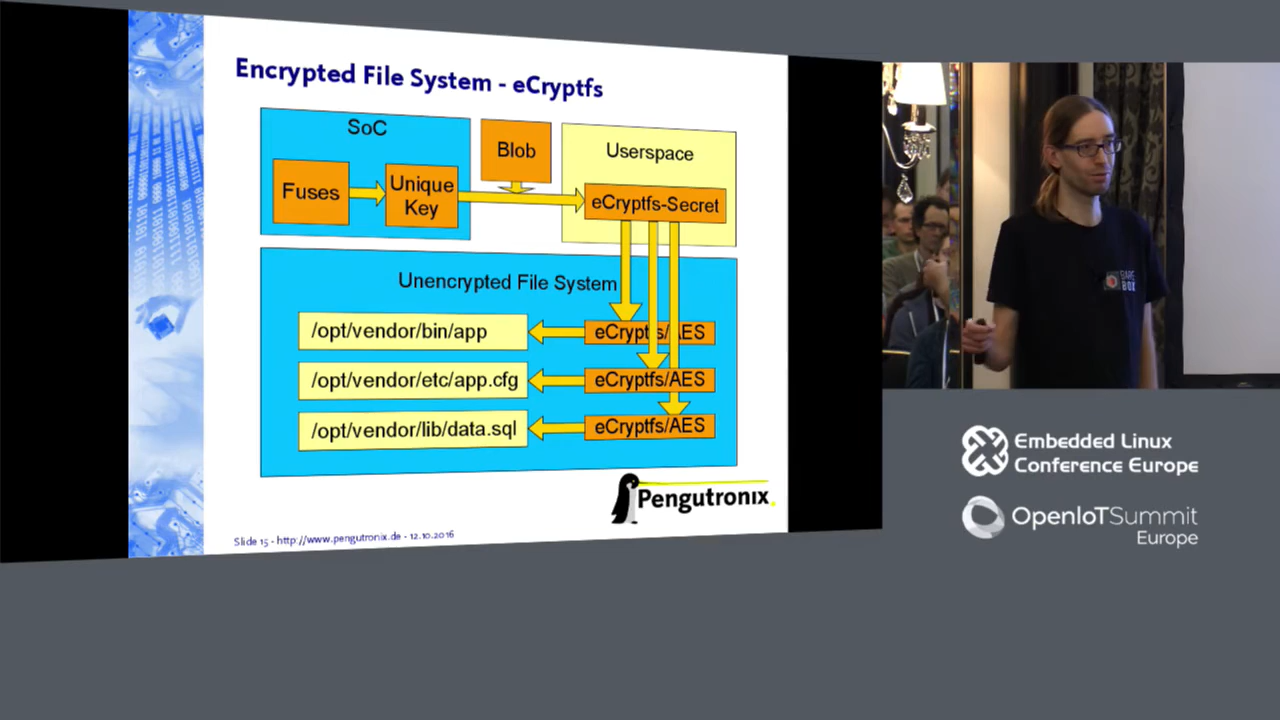 Encrypted File System - eCryptfs
SoC
Blob
Userspace
Fuses
Unique
Key
eCryptfs-Secret
Unencrypted File System
/opt/vendor/bin/app
eCryptfs/AES
/opt/vendor/etc/app.cfg
eCryptfs/AES
/opt/vendor/lib/data.sql
eCryptfs/AES
Pengutronix.
Slide 15 - http://www.pengutronix.de - 12.10.2016
BOX
Embedded Linux
Conference Europe
OpenIoTSummit
Europe